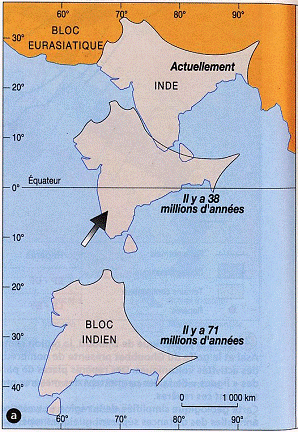 60°
70°
80°
90°
BLOC
EURASIATIQUE
Actuellement
30°
INDE
20°
10°
Équateur
0°
Il y a 38
millions d'années
10°
20°
Il y a 71
millions d'années
BLOC
INDIEN
30°
40°
0
1 000 km
a
60°
70°
80°
90°